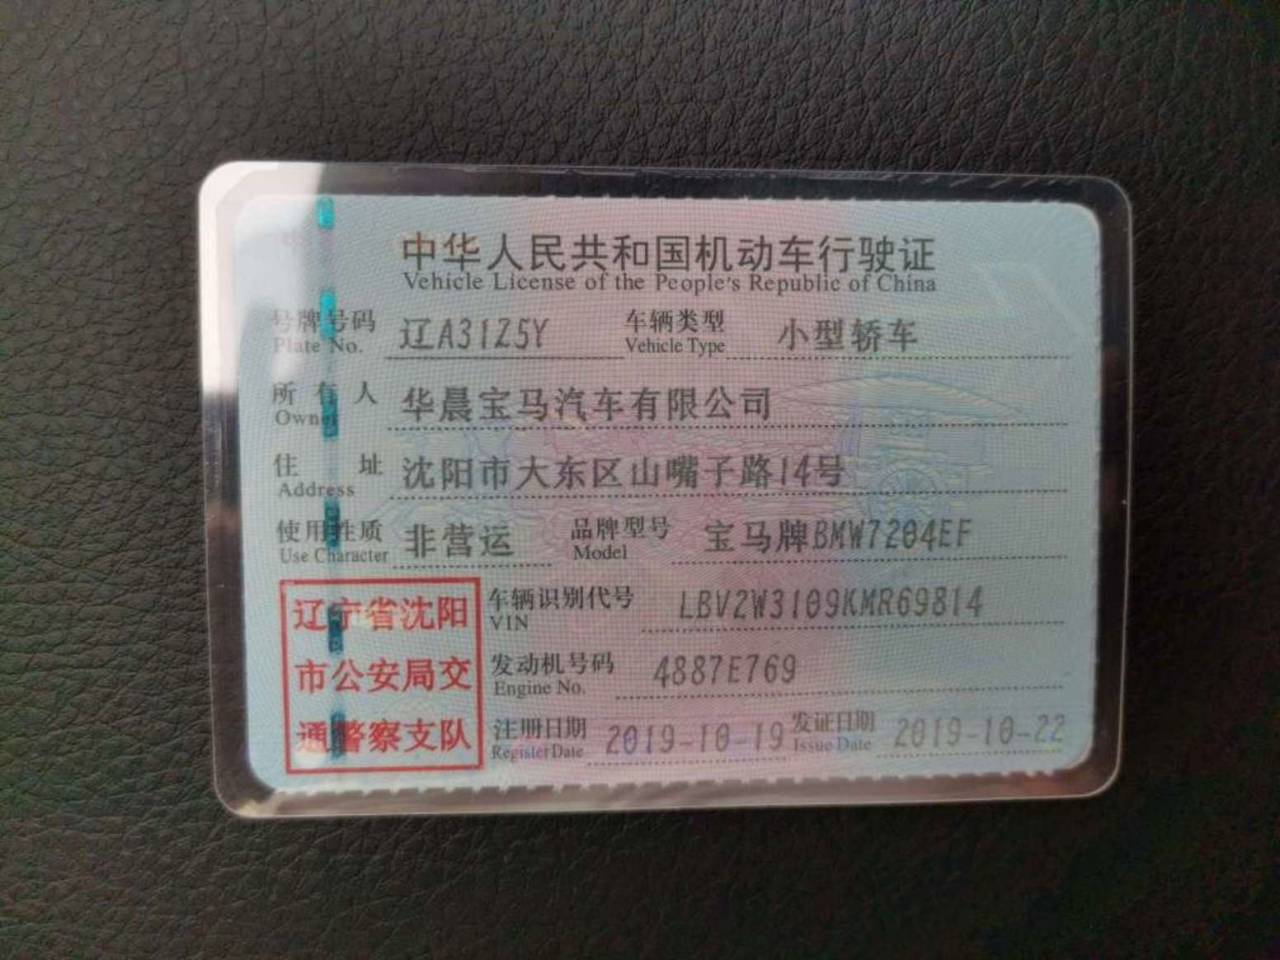 中华人民共和国机动车行驶证
Vehicle License of the People's Republic of China
号牌号码 辽A31Z5Y 车辆类型 小型轿车
Plate No. Vehicle Type
所有人 华晨宝马汽车有限公司
Owner
住址 沈阳市大东区山嘴子路14号
Address
使用性质 非营运 品牌型号 宝马牌BMW7204EF
Use Character Model
辽宁省沈阳 车辆识别代号 LBV2W3109KMR69814
VIN
市公安局交 发动机号码 4887E769
Engine No.
通警察支队 注册日期 2019-10-19 发证日期 2019-10-22
Register Date Issue Date